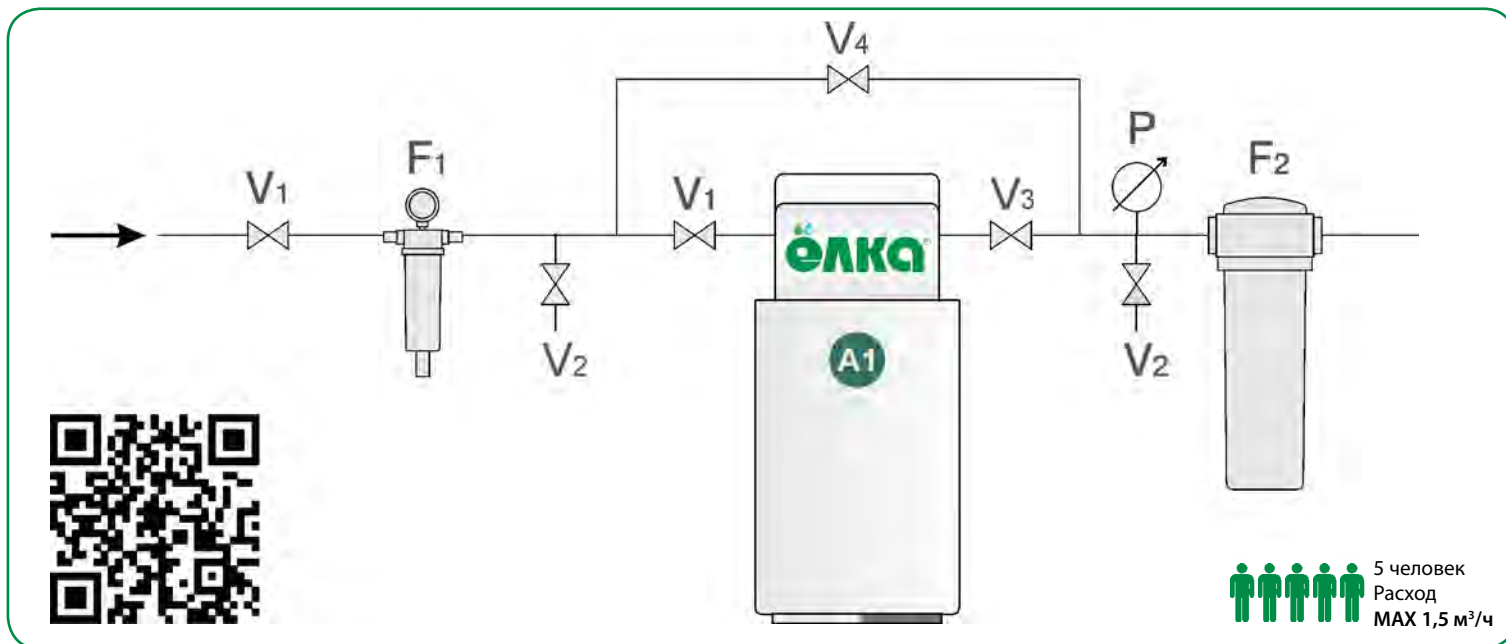 V4
P
F1
F2
V1
V1
V3
ёлка®
V2
A1
V2
5 человек
Расход
MAX 1,5 м³/ч